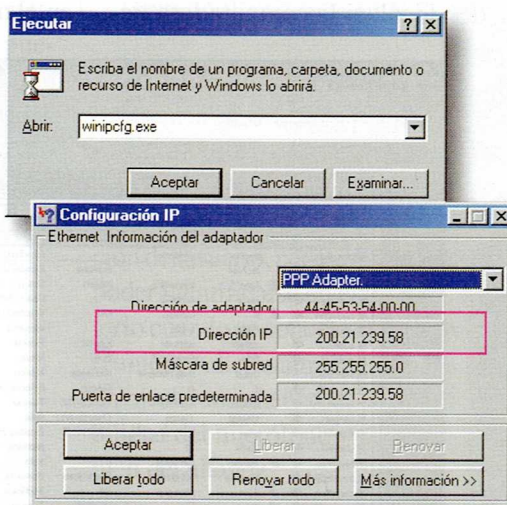 Ejecutar
Escriba el nombre de un programa, carpeta, documento o
recurso de Internet y Windows lo abrirá.
Abrir: winipcfg.exe
Aceptar Cancelar Examinar...
Configuración IP
Ethernet Información del adaptador
PPP Adapter.
Dirección de adaptador 44-45-53-54-00-00
Dirección IP 200.21.239.58
Máscara de subred 255.255.255.0
Puerta de enlace predeterminada 200.21.239.58
Aceptar Liberar Renovar
Liberar todo Renovar todo Más información >>